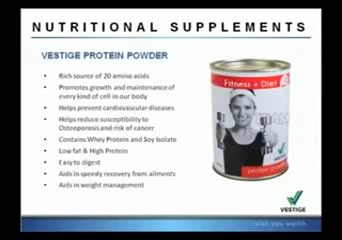 NUTRITIONAL SUPPLEMENTS
VESTIGE PROTEIN POWDER
Rich source of 20 amino acids
Promotes growth and maintenance of
every kind of cell in our body
Helps prevent cardiovascular diseases
Helps reduce susceptibility to
Osteoporosis and risk of cancer
Contains Whey Protein and Soy Isolate
Low fat & High Protein
Easy to digest
Aids in speedy recovery from ailments
Aids in weight management
Fitness + Diet
protein powder
VESTIGE